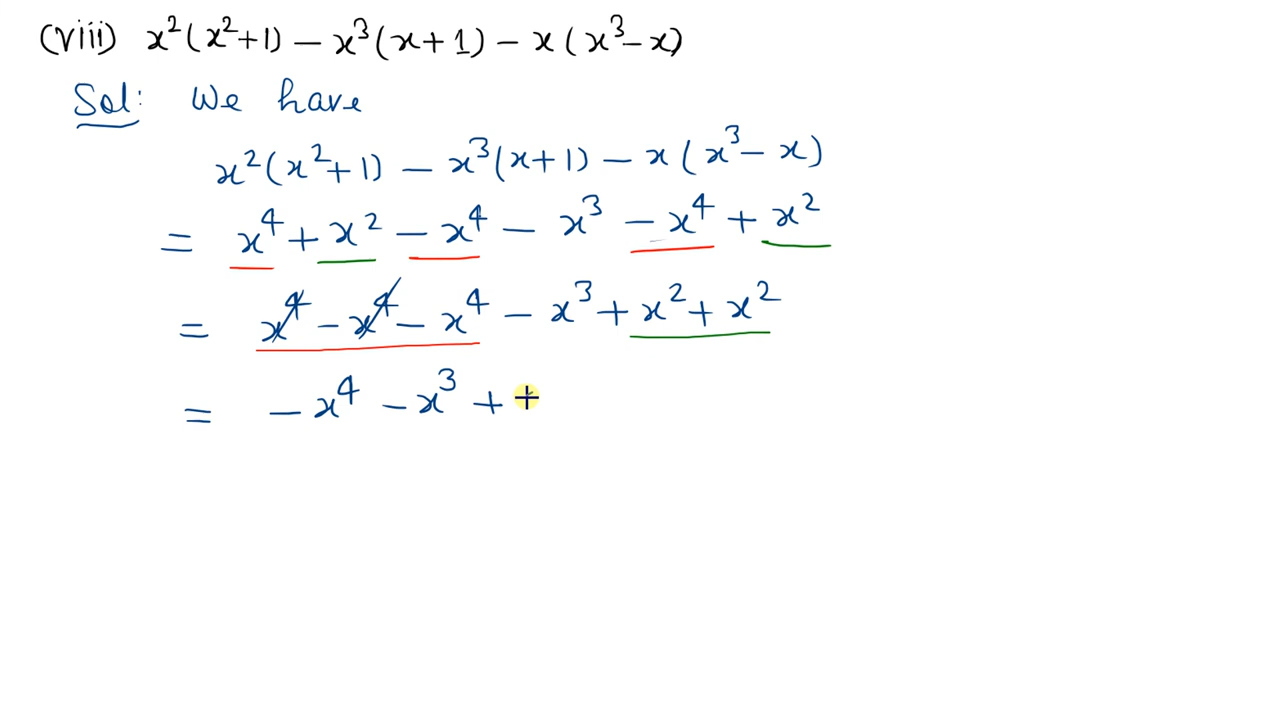 (viii) x²(x²+1) – x³(x+1) – x(x³–x)
Sol: We have
x²(x²+1) – x³(x+1) – x(x³–x)
= x⁴ + x² – x⁴ – x³ – x⁴ + x²
= x⁴ – x⁴ – x⁴ – x³ + x² + x²
= – x⁴ – x³ +